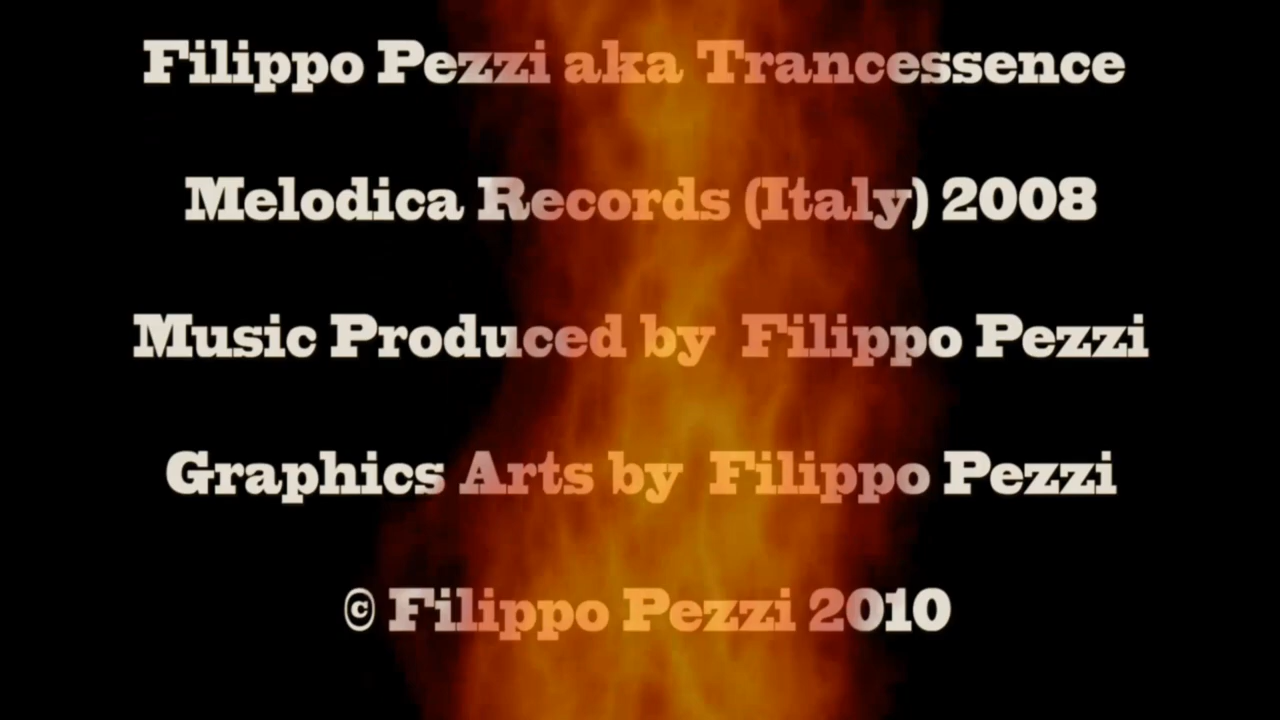 Filippo Pezzi aka Trancessence
Melodica Records (Italy) 2008
Music Produced by Filippo Pezzi
Graphics Arts by Filippo Pezzi
© Filippo Pezzi 2010